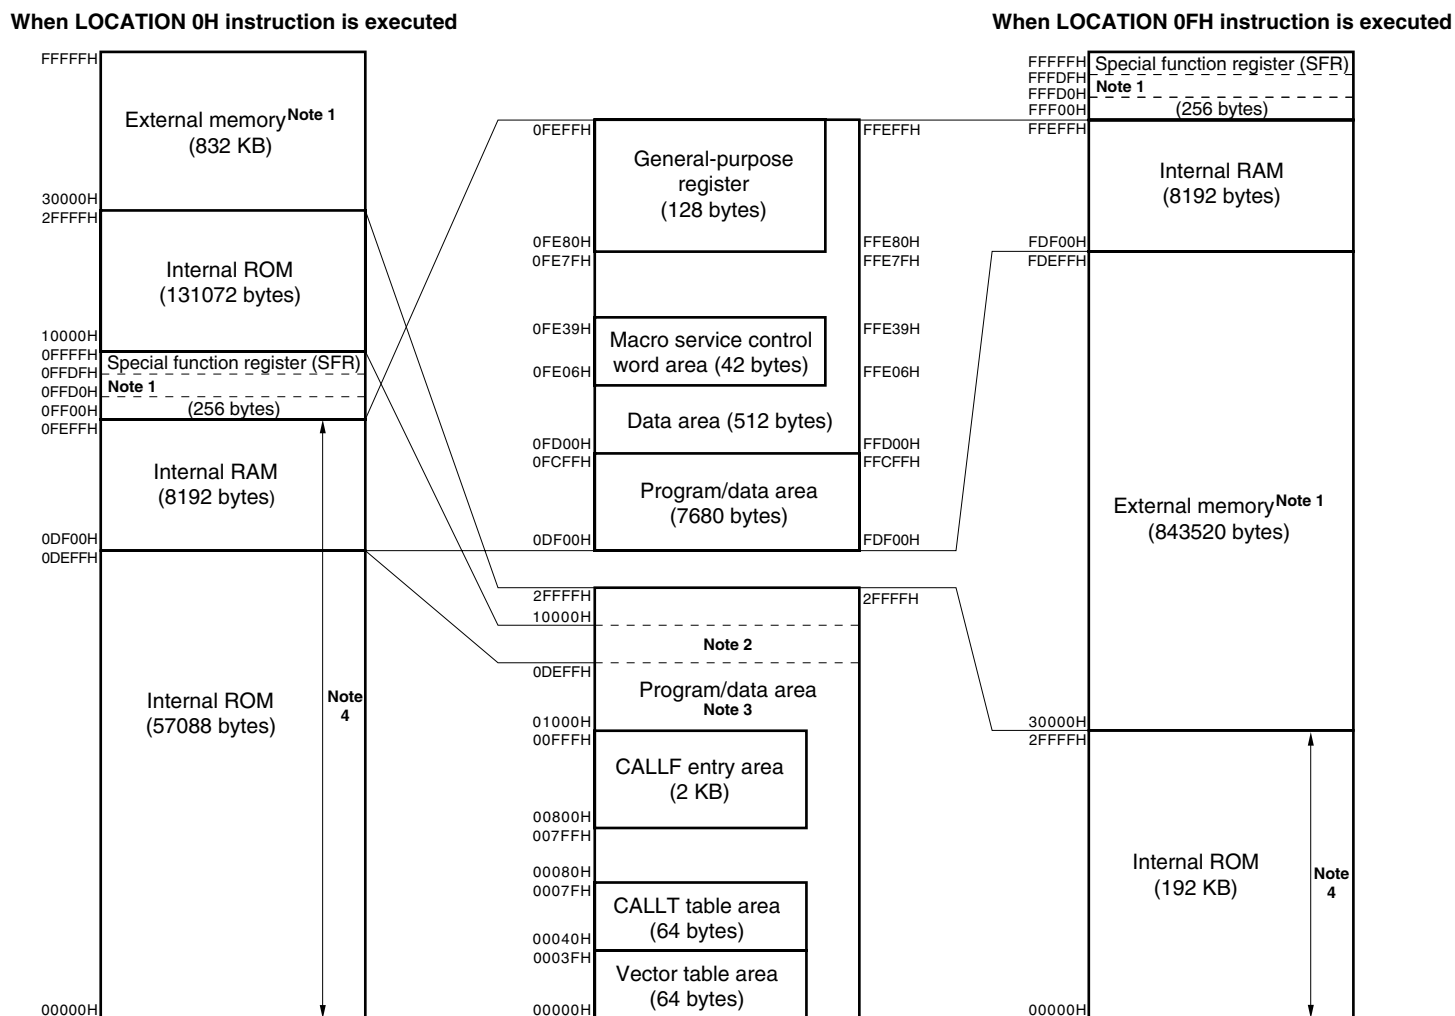 When LOCATION 0H instruction is executed
When LOCATION 0FH instruction is executed
FFFFFH
External memory Note 1
(832 KB)
30000H
2FFFFH
Internal ROM
(131072 bytes)
10000H
0FFFFH
Special function register (SFR)
0FFDFH
Note 1
0FFD0H
(256 bytes)
0FF00H
0FEFFH
Internal RAM
(8192 bytes)
0DF00H
0DEFFH
Internal ROM
(57088 bytes)
Note
4
00000H
0FEFFH
FFEFFH
General-purpose
register
(128 bytes)
0FE80H
FFE80H
0FE7FH
FFE7FH
0FE39H
FFE39H
Macro service control
word area (42 bytes)
0FE06H
FFE06H
Data area (512 bytes)
0FD00H
FFD00H
0FCFFH
FFCFFH
Program/data area
(7680 bytes)
0DF00H
FDF00H
2FFFFH
2FFFFH
10000H
Note 2
0DEFFH
Program/data area
Note 3
01000H
00FFFH
CALLF entry area
(2 KB)
00800H
007FFH
00080H
0007FH
CALLT table area
(64 bytes)
00040H
0003FH
Vector table area
(64 bytes)
00000H
FFFFFH
Special function register (SFR)
FFFDFH
Note 1
FFFD0H
(256 bytes)
FFF00H
FFEFFH
Internal RAM
(8192 bytes)
FDF00H
FDEFFH
External memory Note 1
(843520 bytes)
30000H
2FFFFH
Internal ROM
(192 KB)
Note
4
00000H